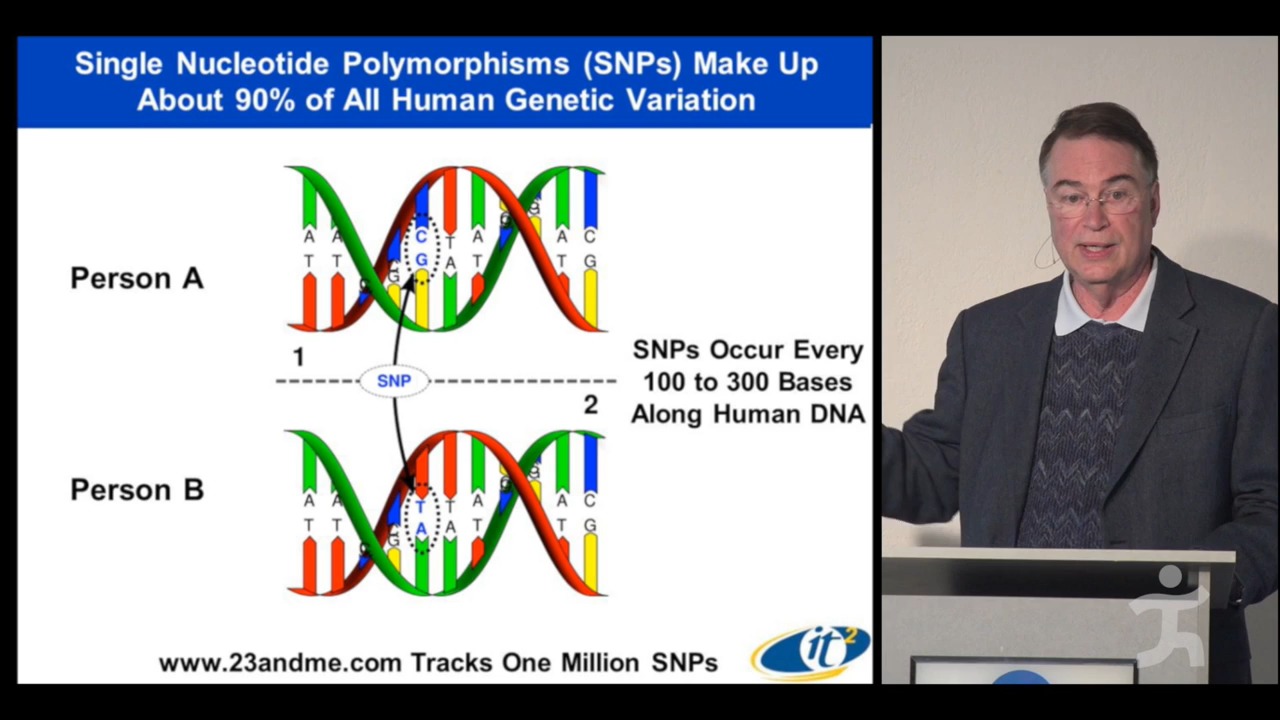 Single Nucleotide Polymorphisms (SNPs) Make Up
About 90% of All Human Genetic Variation
Person A
A A C T A A C
T T G G A T T G
1
SNP
2
SNPs Occur Every
100 to 300 Bases
Along Human DNA
Person B
A A T T A A C
T T G A A T T G
www.23andme.com Tracks One Million SNPs
it2